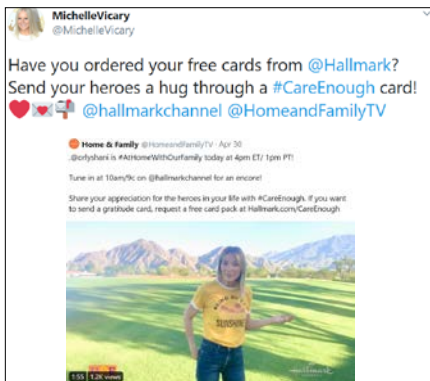 MichelleVicary
@MichelleVicary
Have you ordered your free cards from @Hallmark?
Send your heroes a hug through a #CareEnough card!
@hallmarkchannel @HomeandFamilyTV
Home & Family @HomeandFamilyTV · Apr 30
.@orlyshani is #AtHomeWithOurFamily today at 4pm ET/ 1pm PT!
Tune in at 10am/9c on @hallmarkchannel for an encore!
Share your appreciation for the heroes in your life with #CareEnough. If you want
to send a gratitude card, request a free card pack at Hallmark.com/CareEnough
SUNSHINE
Hallmark
1:55 1.2K views